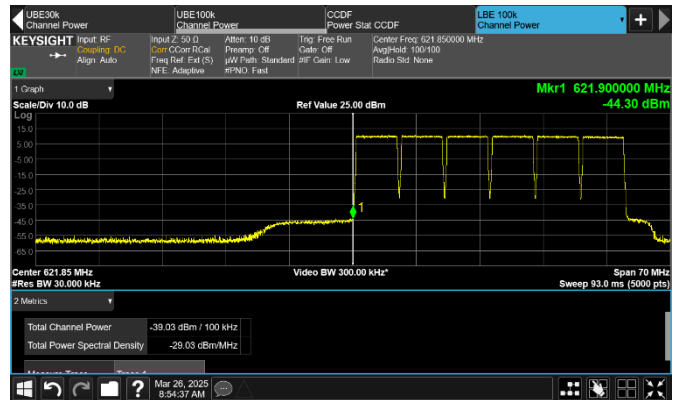 UBE30k
Channel Power
UBE100k
Channel Power
CCDF
Power Stat CCDF
LBE 100k
Channel Power
KEYSIGHT
Input: RF
Coupling: DC
Align: Auto
LXI
Input Z: 50 Ω
Corr CCorr RCal
Freq Ref: Ext (S)
NFE: Adaptive
Atten: 10 dB
Preamp: Off
µW Path: Standard
#PNO: Fast
Trig: Free Run
Gate: Off
#IF Gain: Low
Center Freq: 621.850000 MHz
Avg|Hold: 100/100
Radio Std: None
1 Graph
Mkr1 621.900000 MHz
-44.30 dBm
Scale/Div 10.0 dB
Ref Value 25.00 dBm
Log
15.0
5.00
-5.00
-15.0
-25.0
-35.0
-45.0
-55.0
-65.0
1
Center 621.85 MHz
#Res BW 30.000 kHz
Video BW 300.00 kHz*
Span 70 MHz
Sweep 93.0 ms (5000 pts)
2 Metrics
Total Channel Power -39.03 dBm / 100 kHz
Total Power Spectral Density -29.03 dBm/MHz
Measure Trace Trace 1
?
Mar 26, 2025
8:54:37 AM